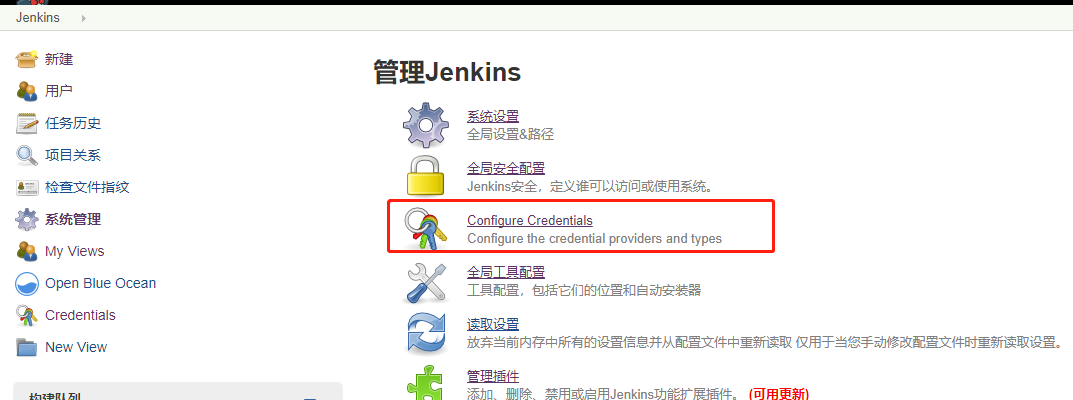 Jenkins
新建
用户
任务历史
项目关系
检查文件指纹
系统管理
My Views
Open Blue Ocean
Credentials
New View
构建队列
管理Jenkins
系统设置
全局设置&路径
全局安全配置
Jenkins安全，定义谁可以访问或使用系统。
Configure Credentials
Configure the credential providers and types
全局工具配置
工具配置，包括它们的位置和自动安装器
读取设置
放弃当前内存中所有的设置信息并从配置文件中重新读取 仅用于当您手动修改配置文件时重新读取设置。
管理插件
添加、删除、禁用或启用Jenkins功能扩展插件。 (可用更新)